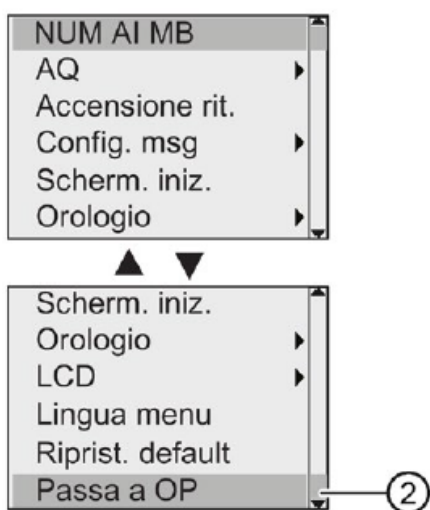 NUM AI MB
AQ
Accensione rit.
Config. msg
Scherm. iniz.
Orologio
Scherm. iniz.
Orologio
LCD
Lingua menu
Riprist. default
Passa a OP
2